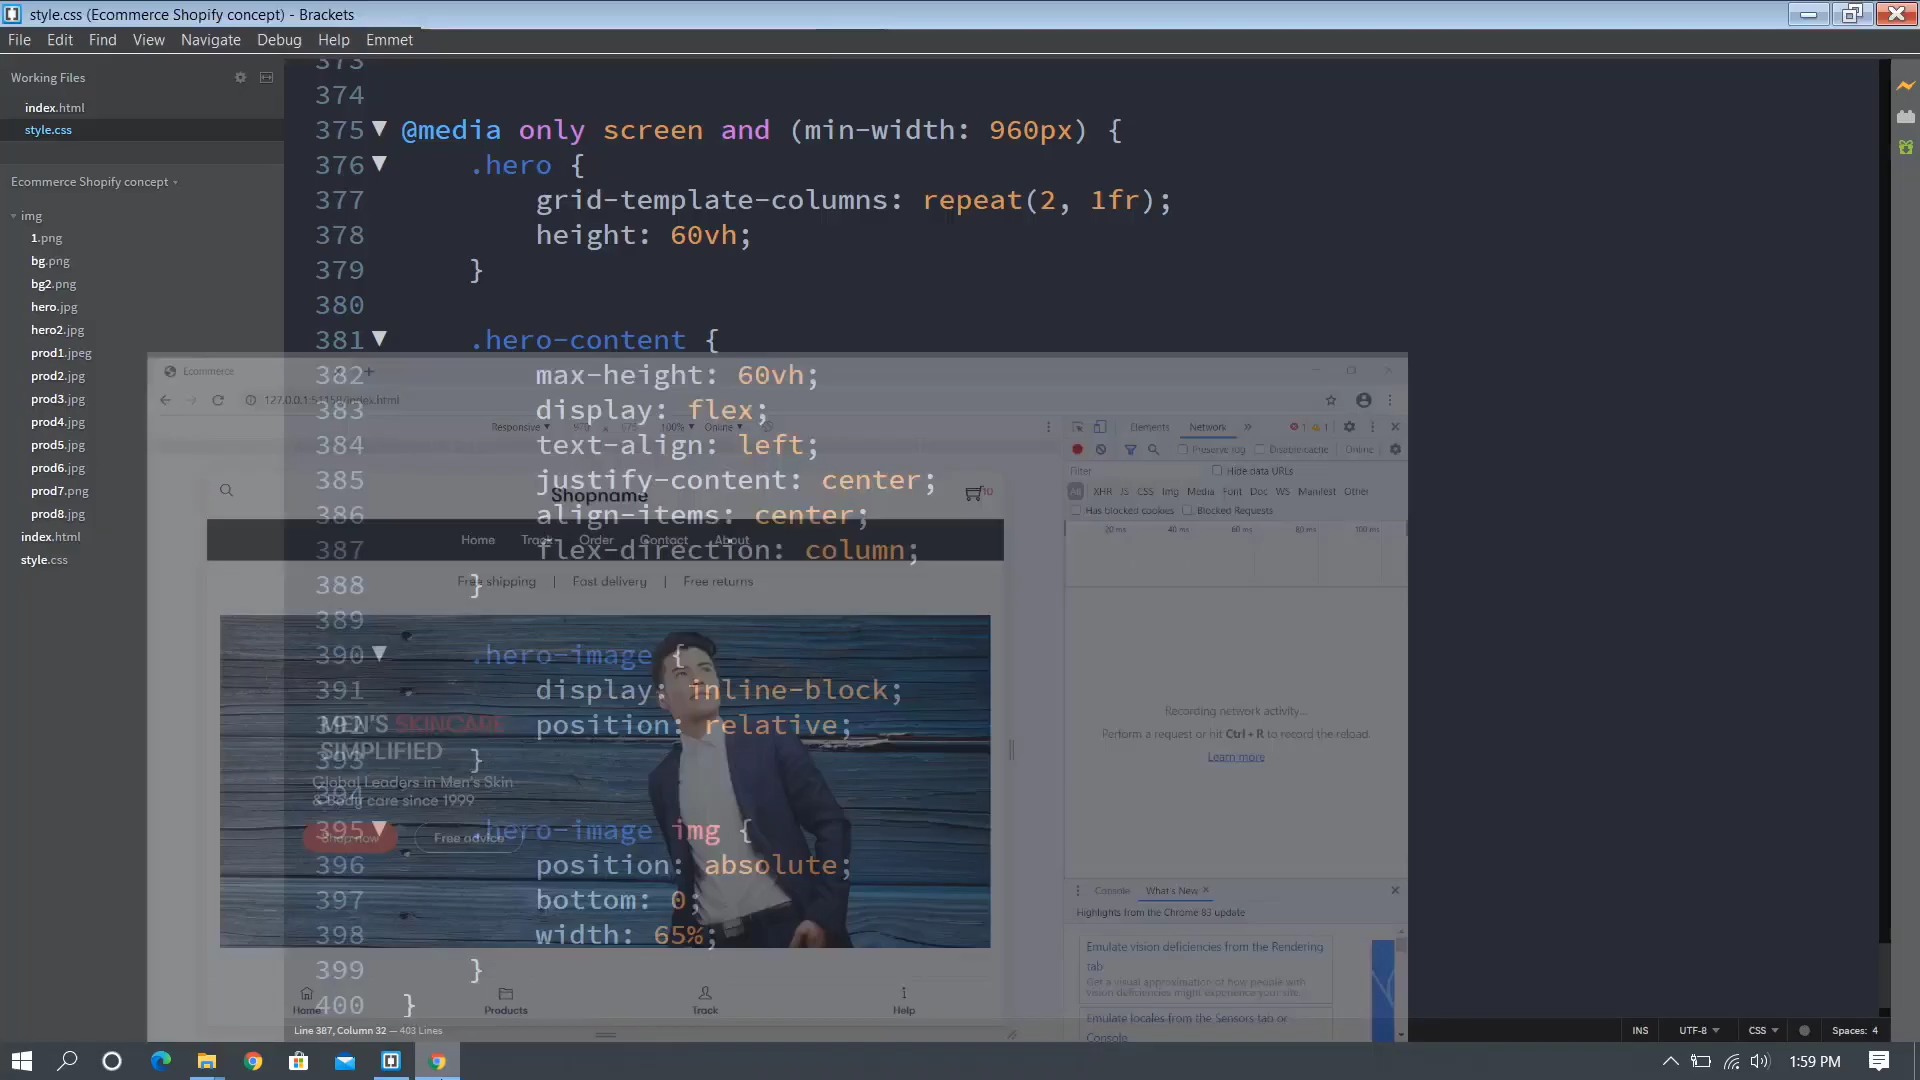 style.css (Ecommerce Shopify concept) - Brackets
File Edit Find View Navigate Debug Help Emmet
Working Files
index.html
style.css
Ecommerce Shopify concept
img
1.png
bg.png
bg2.png
hero.jpg
hero2.jpg
prod1.jpeg
prod2.jpg
prod3.jpg
prod4.jpg
prod5.jpg
prod6.jpg
prod7.png
prod8.jpg
index.html
style.css
373
374
375 @media only screen and (min-width: 960px) {
376 .hero {
377 grid-template-columns: repeat(2, 1fr);
378 height: 60vh;
379 }
380
381 .hero-content {
382 max-height: 60vh;
383 display: flex;
384 text-align: left;
385 justify-content: center;
386 align-items: center;
387 flex-direction: column;
388 }
389
390 .hero-image {
391 display: inline-block;
392 position: relative;
393 }
394
395 .hero-image img {
396 position: absolute;
397 bottom: 0;
398 width: 65%;
399 }
400 }
Line 387, Column 32 — 403 Lines
INS UTF-8 CSS Spaces: 4
Ecommerce
127.0.0.1:51158/index.html
Responsive 100% Online
Shopname
10
Home Track Order Contact About
Free shipping | Fast delivery | Free returns
MEN'S SKINCARE
SIMPLIFIED
Global Leaders in Men's Skin
& Body care since 1999
Shop now Free advice
Home Products Track Help
Elements Network 1 1
Preserve log Disable cache Online
Filter Hide data URLs
All XHR JS CSS Img Media Font Doc WS Manifest Other
Has blocked cookies Blocked Requests
20 ms 40 ms 60 ms 80 ms 100 ms
Recording network activity...
Perform a request or hit Ctrl + R to record the reload.
Learn more
Console What's New
Highlights from the Chrome 83 update
Emulate vision deficiencies from the Rendering
tab
Get a visual approximation of how people with
vision deficiencies might experience your site.
Emulate locales from the Sensors tab or
Console
1:59 PM